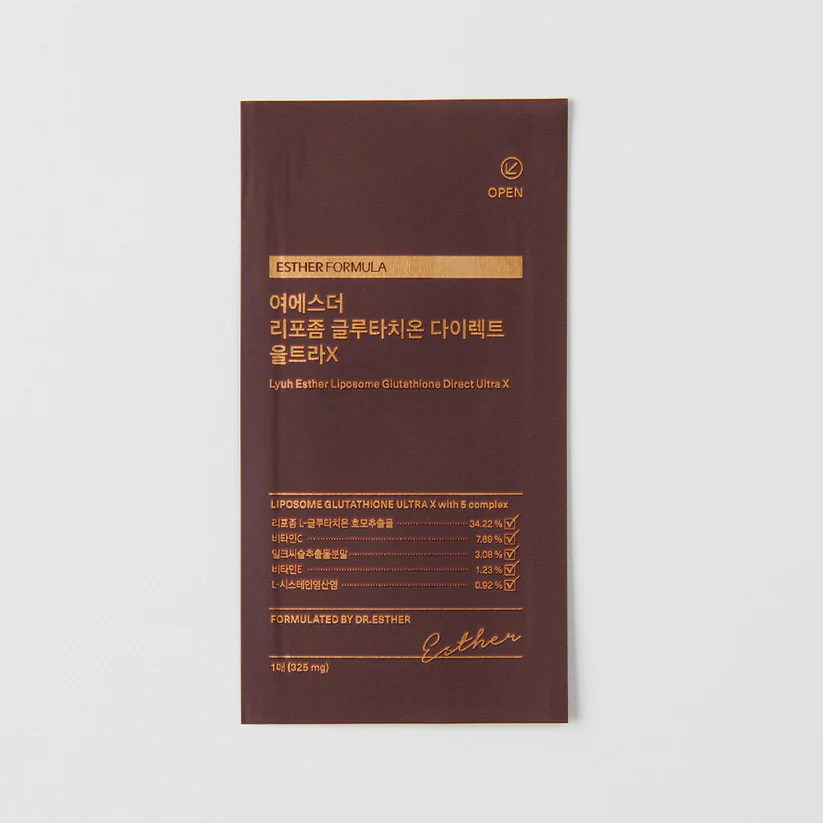 OPEN
ESTHER FORMULA
여에스더
리포좀 글루타치온 다이렉트
울트라X
Lyuh Esther Liposome Glutathione Direct Ultra X
LIPOSOME GLUTATHIONE ULTRA X with 5 complex
리포좀 L-글루타치온 효모추출물 34.22 %
비타민C 7.69 %
밀크씨슬추출물분말 3.08 %
비타민E 1.23 %
L-시스테인염산염 0.92 %
FORMULATED BY DR.ESTHER
Esther
1매 (325 mg)